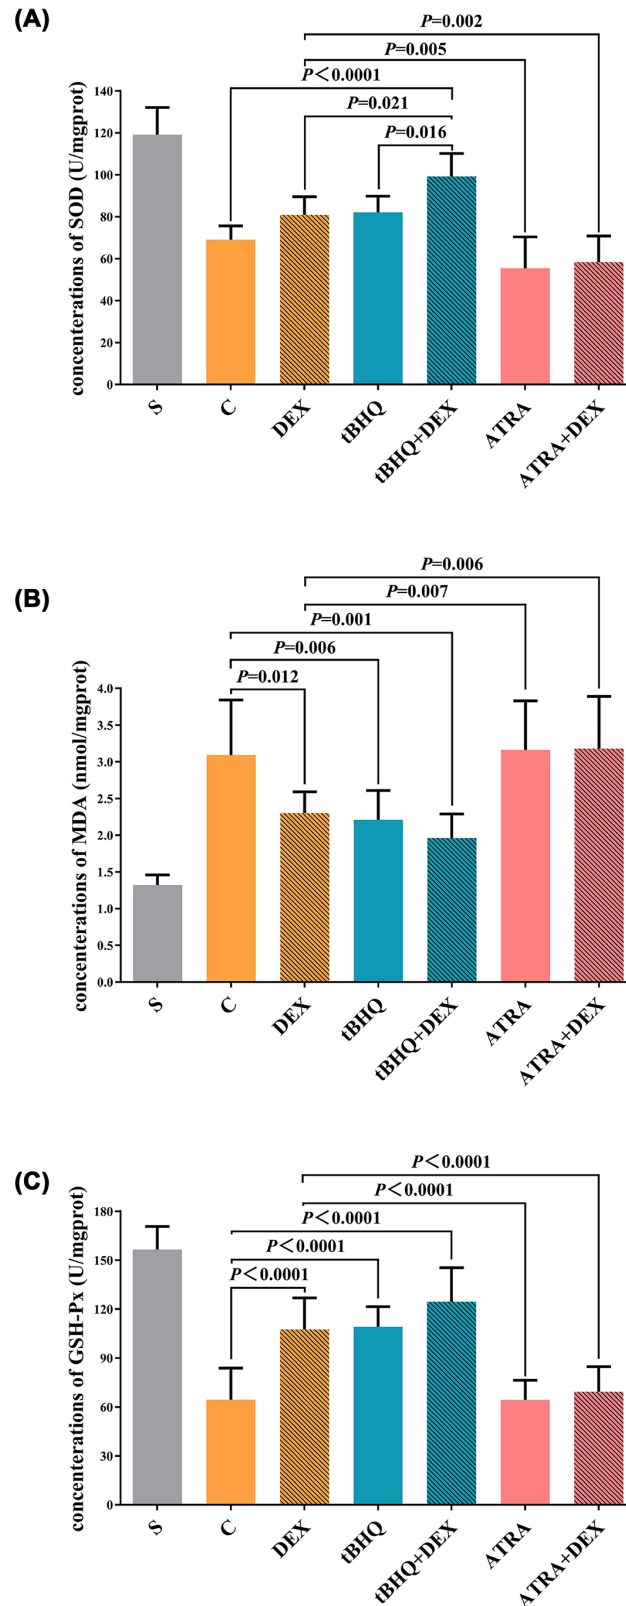 (A)
P=0.002
P=0.005
P＜0.0001
P=0.021
P=0.016
concenterations of SOD (U/mgprot)
140
120
100
80
60
40
20
0
S
C
DEX
tBHQ
tBHQ+DEX
ATRA
ATRA+DEX
(B)
P=0.006
P=0.007
P=0.001
P=0.006
P=0.012
concenterations of MDA (nmol/mgprot)
4.0
3.5
3.0
2.5
2.0
1.5
1.0
0.5
0.0
S
C
DEX
tBHQ
tBHQ+DEX
ATRA
ATRA+DEX
(C)
P＜0.0001
P＜0.0001
P＜0.0001
P＜0.0001
P＜0.0001
concenterations of GSH-Px (U/mgprot)
180
150
120
90
60
30
0
S
C
DEX
tBHQ
tBHQ+DEX
ATRA
ATRA+DEX